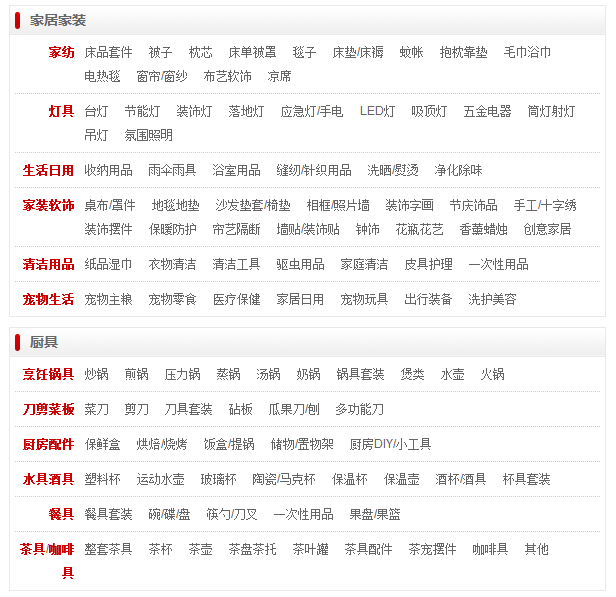 家居家装
家纺 床品套件 被子 枕芯 床单被罩 毯子 床垫/床褥 蚊帐 抱枕靠垫 毛巾浴巾
电热毯 窗帘/窗纱 布艺软饰 凉席
灯具 台灯 节能灯 装饰灯 落地灯 应急灯/手电 LED灯 吸顶灯 五金电器 筒灯射灯
吊灯 氛围照明
生活日用 收纳用品 雨伞雨具 浴室用品 缝纫/针织用品 洗晒/熨烫 净化除味
家装软饰 桌布/罩件 地毯地垫 沙发垫套/椅垫 相框/照片墙 装饰字画 节庆饰品 手工/十字绣
装饰摆件 保暖防护 帘艺隔断 墙贴/装饰贴 钟饰 花瓶花艺 香薰蜡烛 创意家居
清洁用品 纸品湿巾 衣物清洁 清洁工具 驱虫用品 家庭清洁 皮具护理 一次性用品
宠物生活 宠物主粮 宠物零食 医疗保健 家居日用 宠物玩具 出行装备 洗护美容
厨具
烹饪锅具 炒锅 煎锅 压力锅 蒸锅 汤锅 奶锅 锅具套装 煲类 水壶 火锅
刀剪菜板 菜刀 剪刀 刀具套装 砧板 瓜果刀/刨 多功能刀
厨房配件 保鲜盒 烘焙/烧烤 饭盒/提锅 储物/置物架 厨房DIY/小工具
水具酒具 塑料杯 运动水壶 玻璃杯 陶瓷/马克杯 保温杯 保温壶 酒杯/酒具 杯具套装
餐具 餐具套装 碗/碟/盘 筷勺/刀叉 一次性用品 果盘/果篮
茶具/咖啡 整套茶具 茶杯 茶壶 茶盘茶托 茶叶罐 茶具配件 茶宠摆件 咖啡具 其他
具